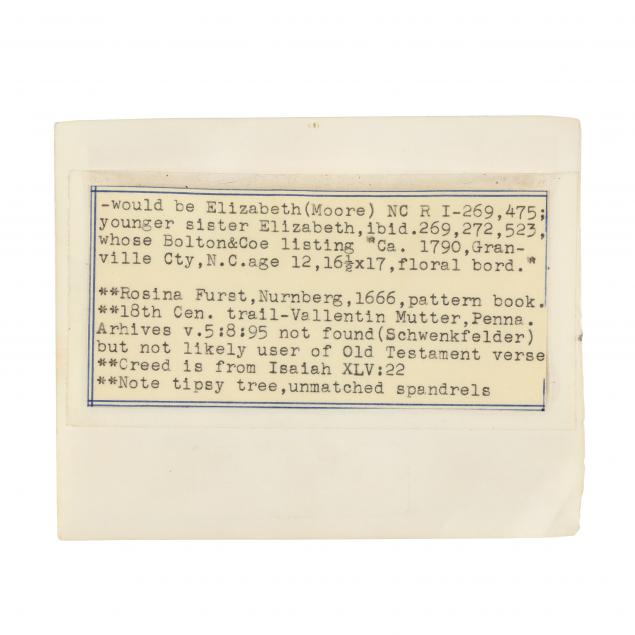 -would be Elizabeth(Moore) NC R I-269,475;
younger sister Elizabeth,ibid.269,272,523,
whose Bolton&Coe listing "Ca. 1790,Gran-
ville Cty,N.C.age 12,16½x17,floral bord."
**Rosina Furst,Nurnberg,1666,pattern book.
**18th Cen. trail-Vallentin Mutter,Penna.
Arhives v.5:8:95 not found(Schwenkfelder)
but not likely user of Old Testament verse
**Creed is from Isaiah XLV:22
**Note tipsy tree,unmatched spandrels